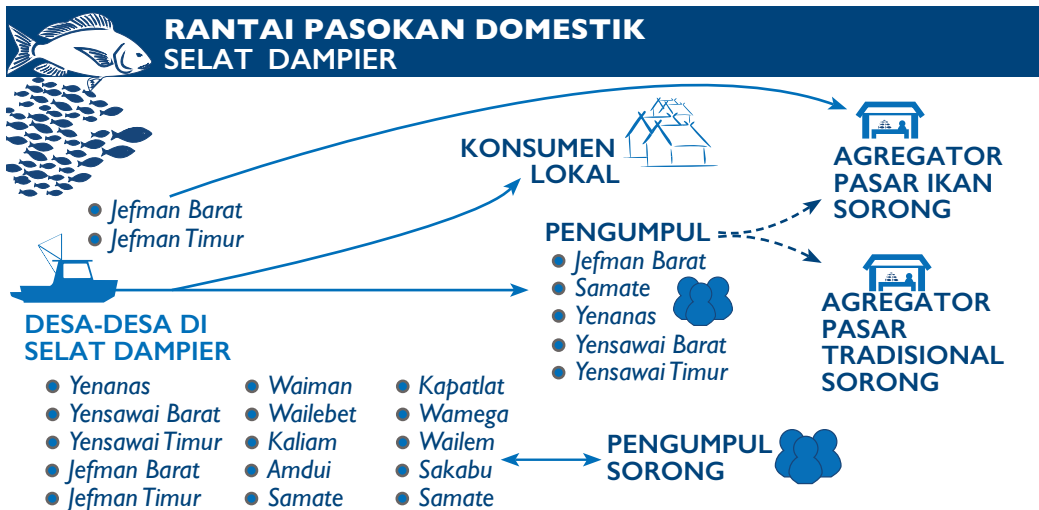 RANTAI PASOKAN DOMESTIK
SELAT DAMPIER
KONSUMEN
LOKAL
AGREGATOR
PASAR IKAN
SORONG
Jefman Barat
Jefman Timur
PENGUMPUL
Jefman Barat
Samate
Yenanas
Yensawai Barat
Yensawai Timur
AGREGATOR
PASAR
TRADISIONAL
SORONG
DESA-DESA DI
SELAT DAMPIER
Yenanas
Yensawai Barat
Yensawai Timur
Jefman Barat
Jefman Timur
Waiman
Wailebet
Kaliam
Amdui
Samate
Kapatlat
Wamega
Wailem
Sakabu
Samate
PENGUMPUL
SORONG